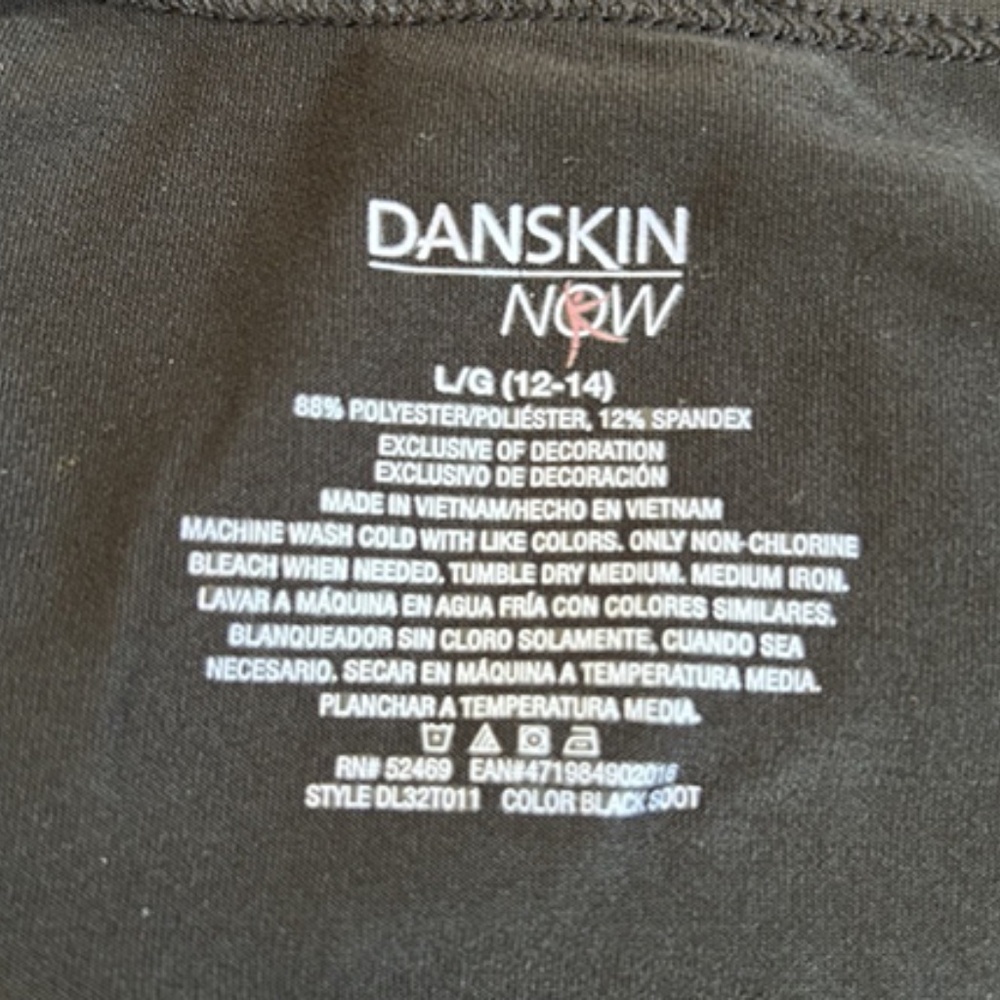 DANSKIN
NOW
L/G (12-14)
88% POLYESTER/POLIÉSTER, 12% SPANDEX
EXCLUSIVE OF DECORATION
EXCLUSIVO DE DECORACIÓN
MADE IN VIETNAM/HECHO EN VIETNAM
MACHINE WASH COLD WITH LIKE COLORS. ONLY NON-CHLORINE
BLEACH WHEN NEEDED. TUMBLE DRY MEDIUM. MEDIUM IRON.
LAVAR A MÁQUINA EN AGUA FRÍA CON COLORES SIMILARES.
BLANQUEADOR SIN CLORO SOLAMENTE, CUANDO SEA
NECESARIO. SECAR EN MÁQUINA A TEMPERATURA MEDIA.
PLANCHAR A TEMPERATURA MEDIA.
RN# 52469 EAN#471984902016
STYLE DL32T011 COLOR BLACK SOOT